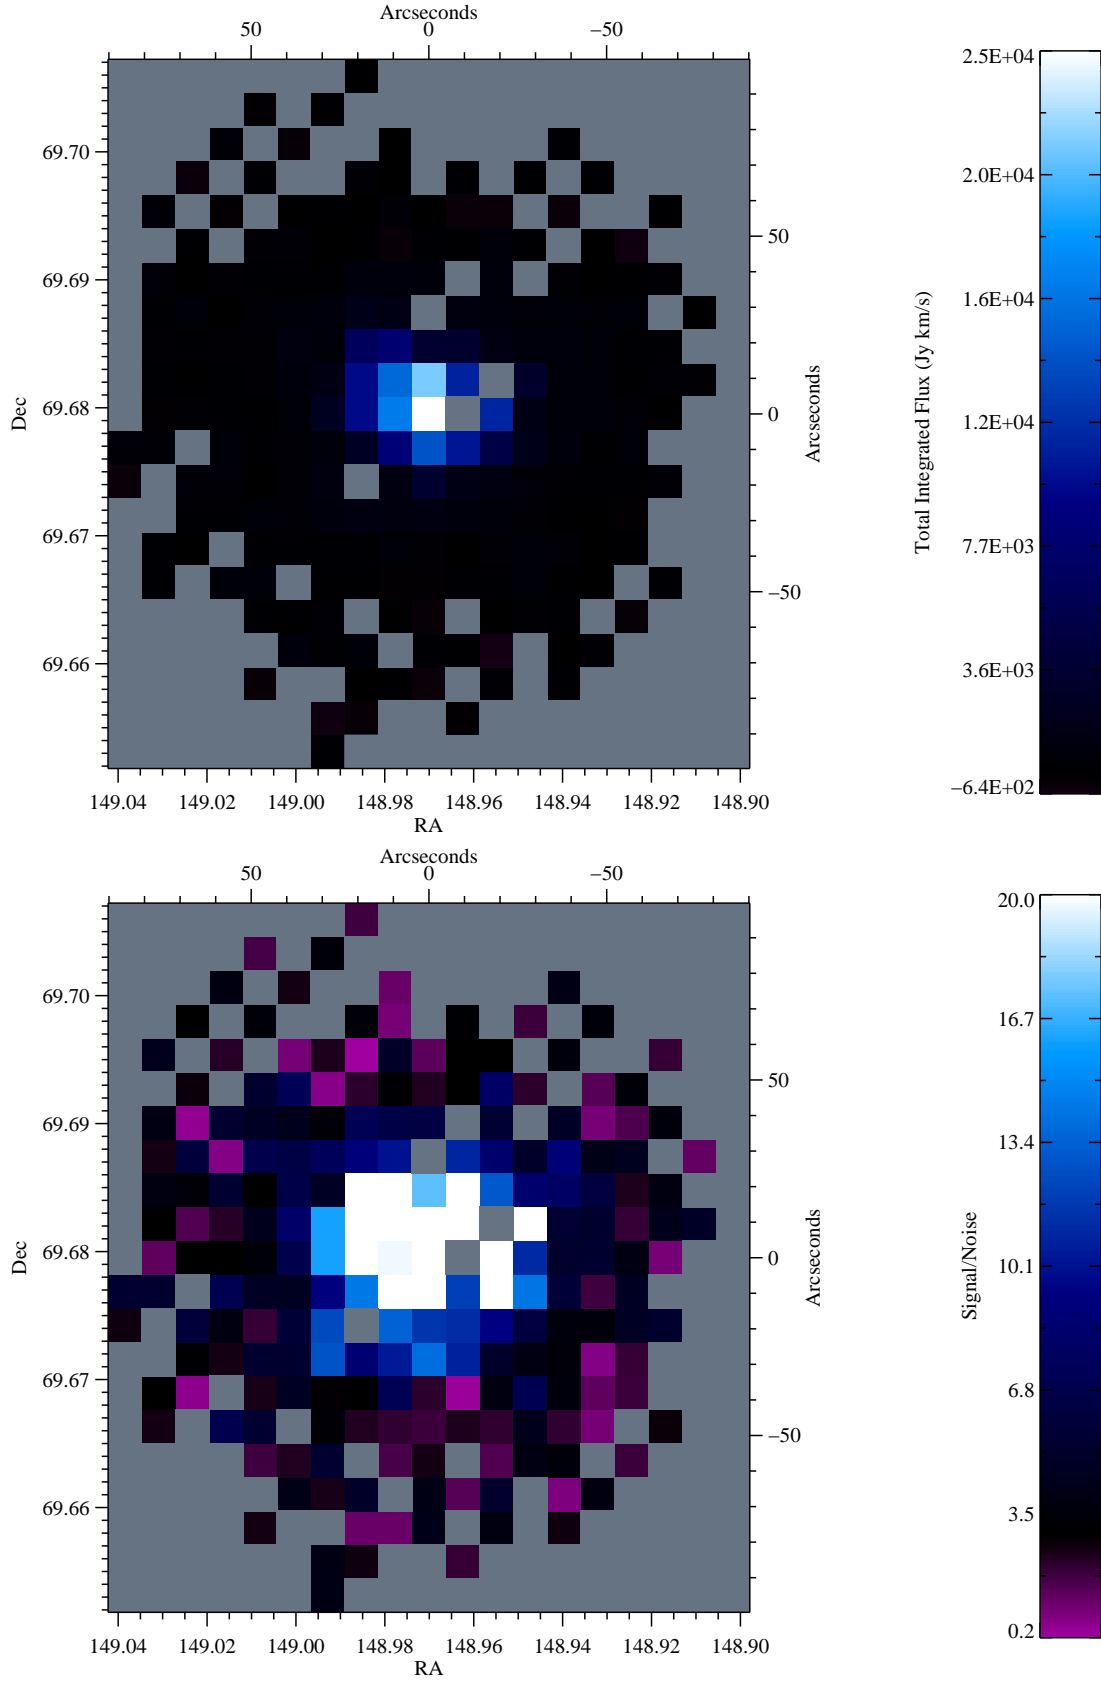 Arcseconds
50 0 −50
2.5E+04
69.70
2.0E+04
50
69.69
1.6E+04
Dec
69.68
0
Arcseconds
Total Integrated Flux (Jy km/s)
1.2E+04
69.67
7.7E+03
−50
69.66
3.6E+03
−6.4E+02
149.04 149.02 149.00 148.98 148.96 148.94 148.92 148.90
RA
Arcseconds
50 0 −50
20.0
69.70
16.7
50
69.69
13.4
Dec
69.68
0
Arcseconds
Signal/Noise
10.1
69.67
6.8
−50
69.66
3.5
0.2
149.04 149.02 149.00 148.98 148.96 148.94 148.92 148.90
RA